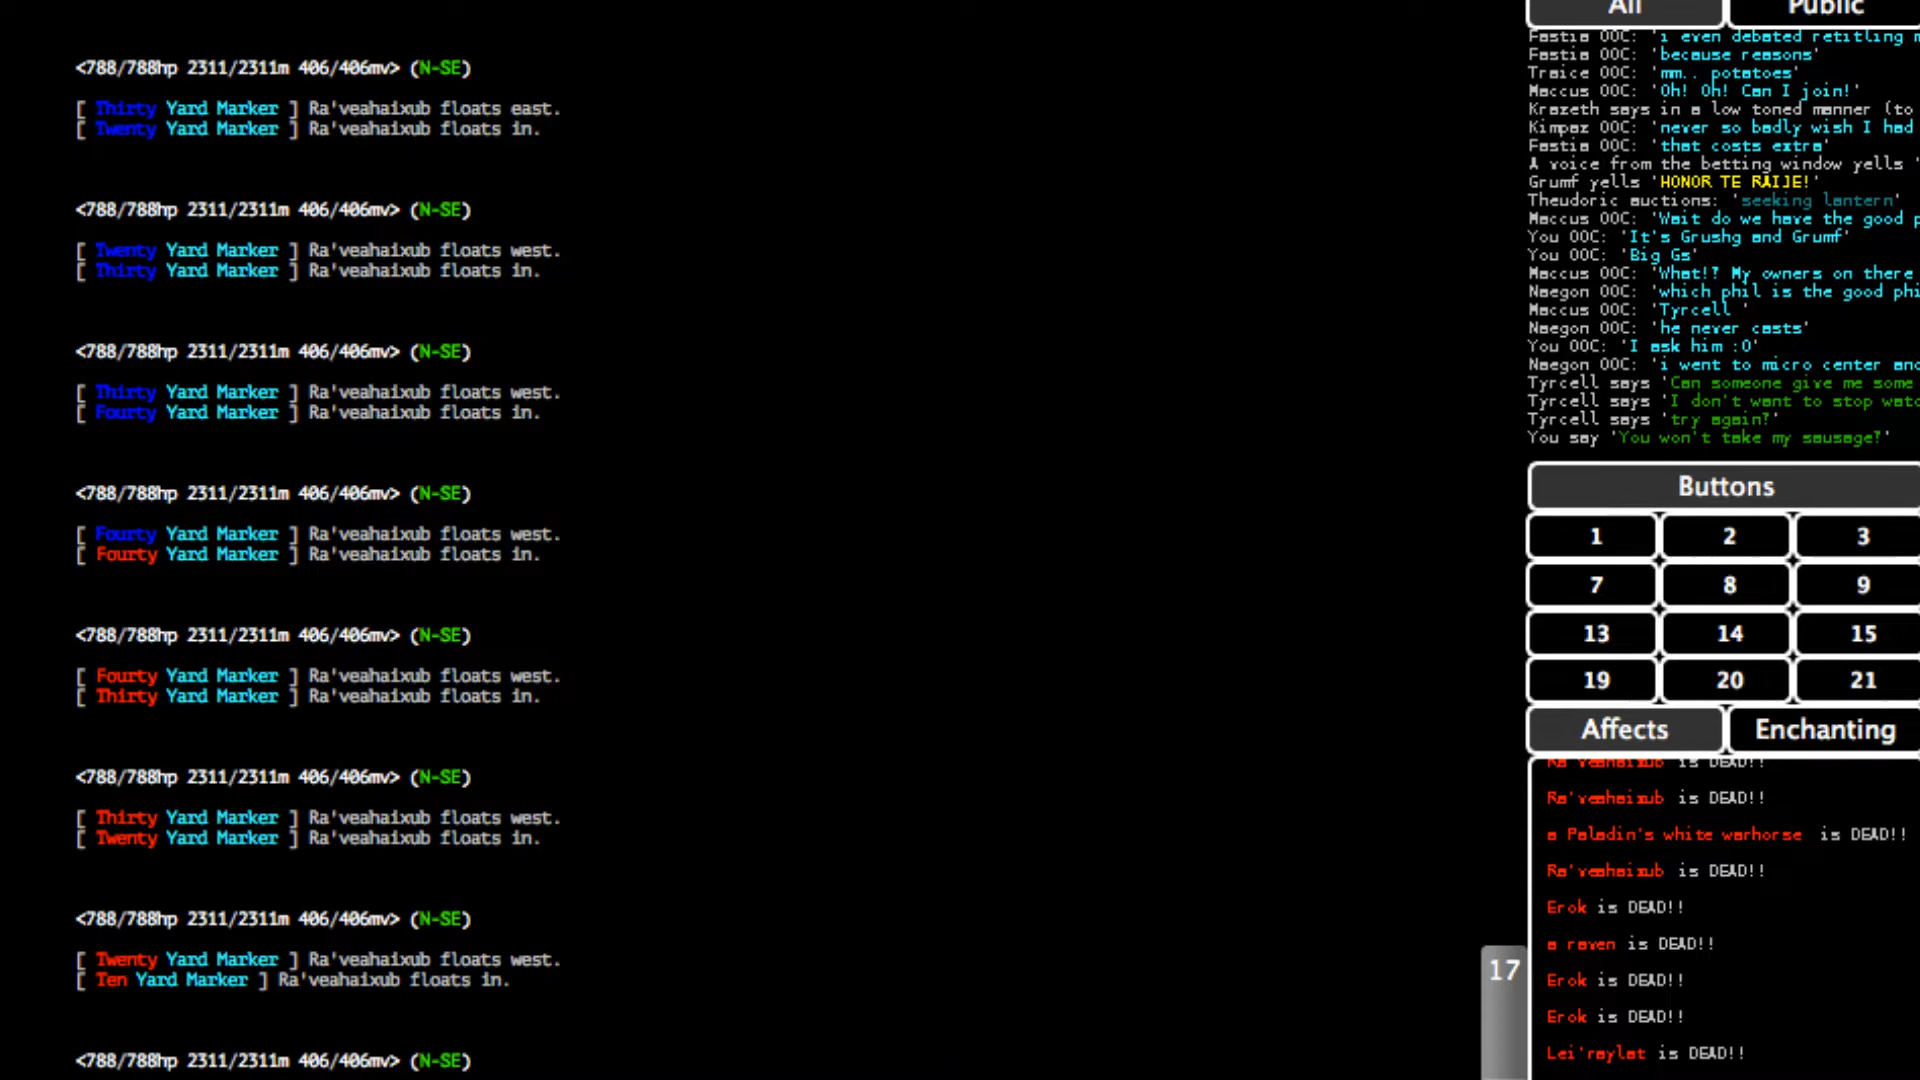 <788/788hp 2311/2311m 406/406mv> (N-SE)
[ Thirty Yard Marker ] Ra'veahaixub floats east.
[ Twenty Yard Marker ] Ra'veahaixub floats in.
<788/788hp 2311/2311m 406/406mv> (N-SE)
[ Twenty Yard Marker ] Ra'veahaixub floats west.
[ Thirty Yard Marker ] Ra'veahaixub floats in.
<788/788hp 2311/2311m 406/406mv> (N-SE)
[ Thirty Yard Marker ] Ra'veahaixub floats west.
[ Fourty Yard Marker ] Ra'veahaixub floats in.
<788/788hp 2311/2311m 406/406mv> (N-SE)
[ Fourty Yard Marker ] Ra'veahaixub floats west.
[ Fourty Yard Marker ] Ra'veahaixub floats in.
<788/788hp 2311/2311m 406/406mv> (N-SE)
[ Fourty Yard Marker ] Ra'veahaixub floats west.
[ Thirty Yard Marker ] Ra'veahaixub floats in.
<788/788hp 2311/2311m 406/406mv> (N-SE)
[ Thirty Yard Marker ] Ra'veahaixub floats west.
[ Twenty Yard Marker ] Ra'veahaixub floats in.
<788/788hp 2311/2311m 406/406mv> (N-SE)
[ Twenty Yard Marker ] Ra'veahaixub floats west.
[ Ten Yard Marker ] Ra'veahaixub floats in.
<788/788hp 2311/2311m 406/406mv> (N-SE)
All Public
Fastia OOC: 'i even debated retitling
Fastia OOC: 'because reasons'
Traice OOC: 'mm.. potatoes'
Maccus OOC: 'Oh! Oh! Can I join!'
Krazeth says in a low toned manner (to
Kimpaz OOC: 'never so badly wish I had
Fastia OOC: 'that costs extra'
A voice from the betting window yells '
Grumf yells 'HONOR TE RAIJE!'
Theudoric auctions: 'seeking lantern'
Maccus OOC: 'Wait do we have the good
You OOC: 'It's Grushg and Grumf'
You OOC: 'Big Gs'
Maccus OOC: 'What!? My owners on there
Naegon OOC: 'which phil is the good
Maccus OOC: 'Tyrcell '
Naegon OOC: 'he never casts'
You OOC: 'I ask him :O'
Naegon OOC: 'i went to micro center and
Tyrcell says 'Can someone give me some
Tyrcell says 'I don't want to stop
Tyrcell says 'try again?'
You say 'You won't take my sausage?'
Buttons
1 2 3
7 8 9
13 14 15
19 20 21
Affects Enchanting
Ra'veahaixub is DEAD!!
Ra'veahaixub is DEAD!!
a Paladin's white warhorse is DEAD!!
Ra'veahaixub is DEAD!!
Erok is DEAD!!
a raven is DEAD!!
Erok is DEAD!!
Erok is DEAD!!
Lei'raylat is DEAD!!
17